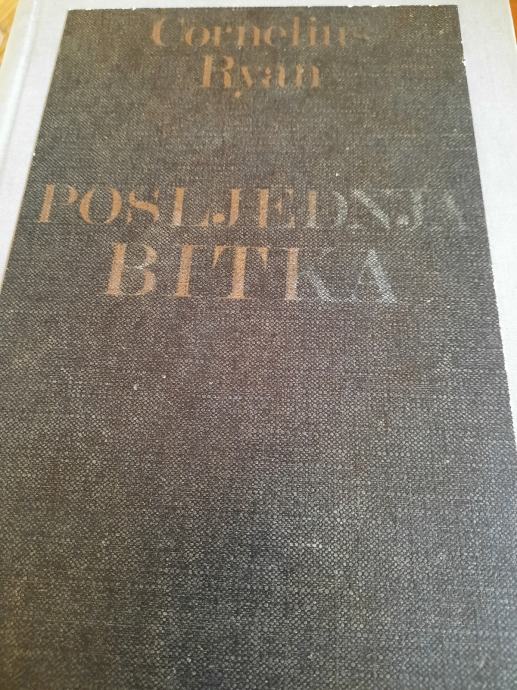 Cornelius
Ryan
POSLJEDNJA
BITKA